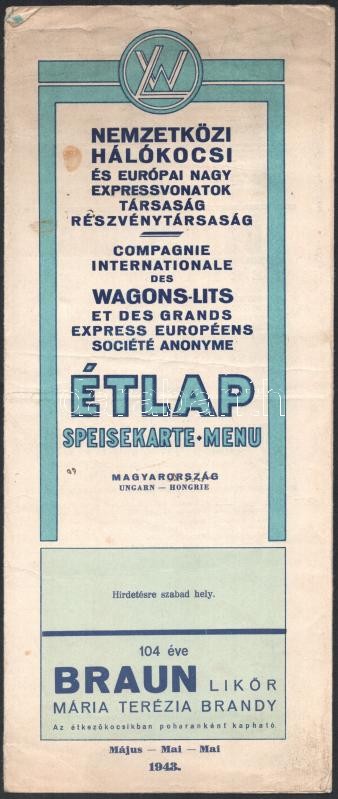 WL
NEMZETKÖZI
HÁLÓKOCSI
ÉS EURÓPAI NAGY
EXPRESSVONATOK
TÁRSASÁG
RÉSZVÉNYTÁRSASÁG
COMPAGNIE
INTERNATIONALE
DES
WAGONS-LITS
ET DES GRANDS
EXPRESS EUROPÉENS
SOCIÉTÉ ANONYME
ÉTLAP
SPEISEKARTE·MENU
MAGYARORSZÁG
UNGARN — HONGRIE
Hirdetésre szabad hely.
104 éve
BRAUN LIKŐR
MÁRIA TERÉZIA BRANDY
Az étkezőkocsikban poharanként kapható
Május — Mai — Mai
1943.